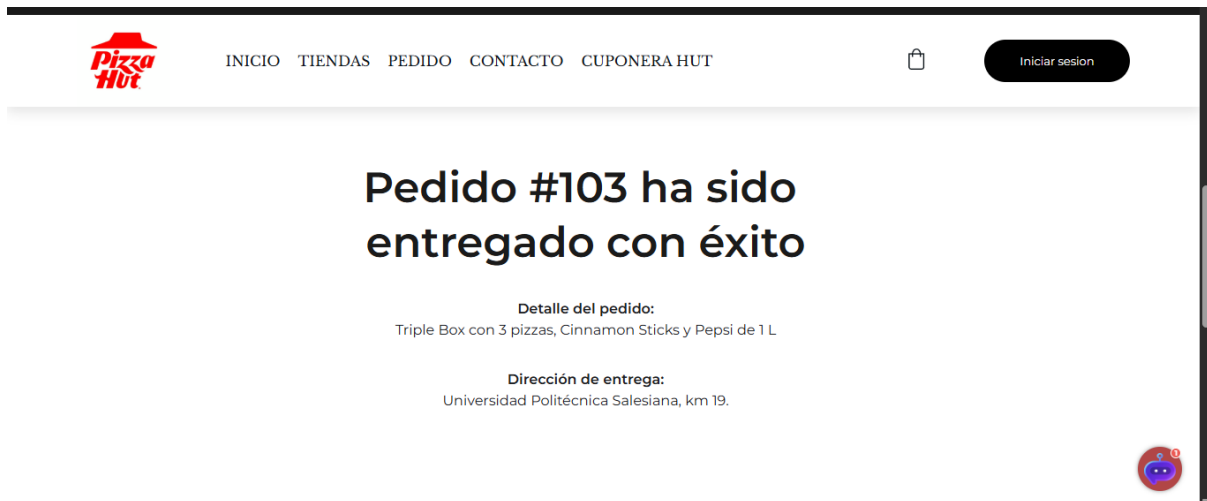 Pizza
Hut
INICIO TIENDAS PEDIDO CONTACTO CUPONERA HUT
Iniciar sesion
Pedido #103 ha sido
entregado con éxito
Detalle del pedido:
Triple Box con 3 pizzas, Cinnamon Sticks y Pepsi de 1 L
Dirección de entrega:
Universidad Politécnica Salesiana, km 19.
1